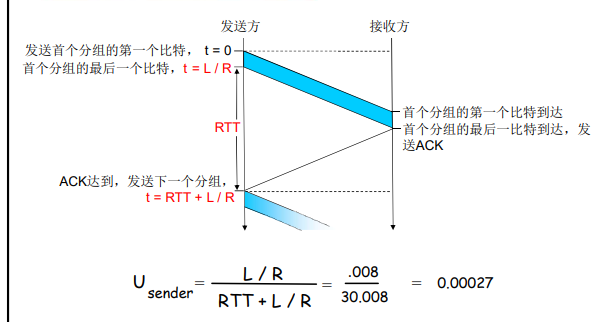 发送方
接收方
发送首个分组的第一个比特， t = 0
首个分组的最后一个比特，t = L / R
RTT
首个分组的第一个比特到达
首个分组的最后一比特到达，发
送ACK
ACK达到，发送下一个分组，
t = RTT + L / R
U sender = L / R / RTT + L / R = .008 / 30.008 = 0.00027